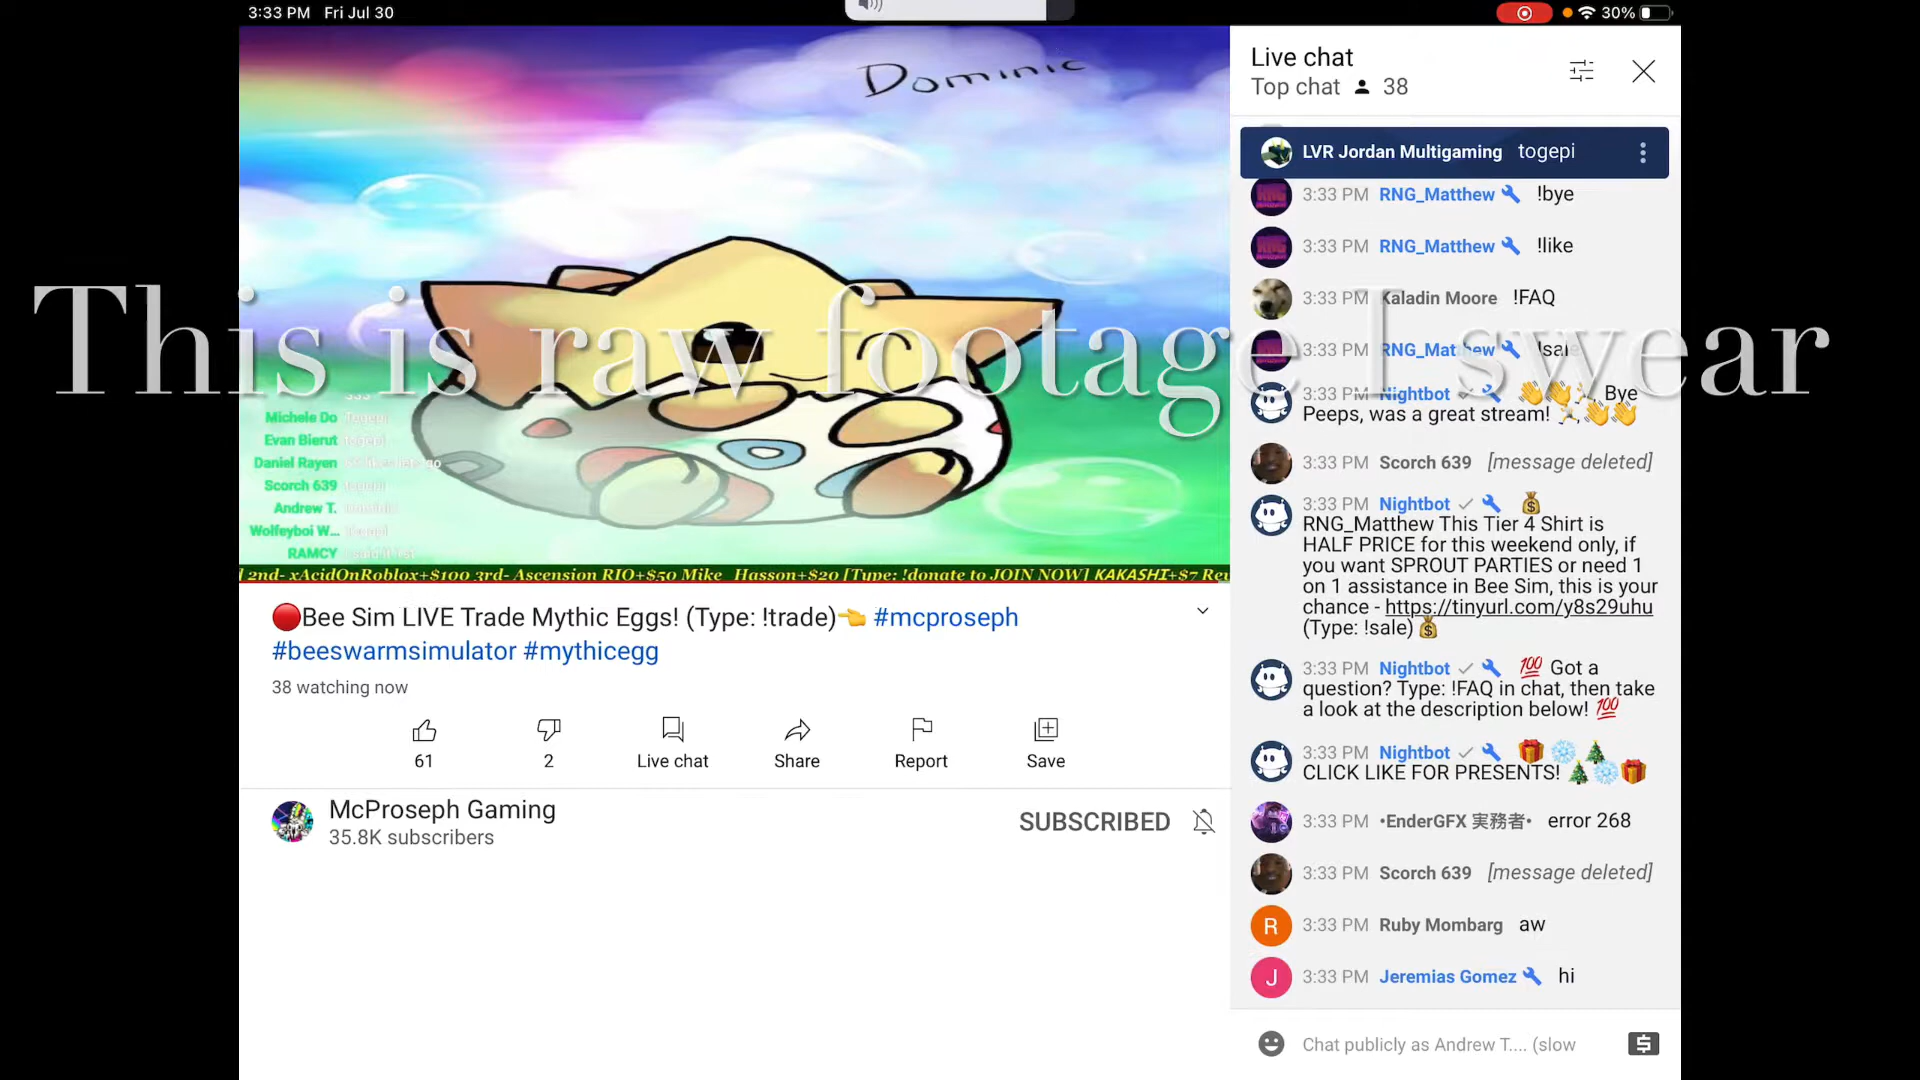 3:33 PM Fri Jul 30
30%
Dominic
This is raw footage I swear
Michele Do
Evan Bierut togepi
Daniel Rayen
Scorch 639
Andrew T.
Wolfeyboi W...
RAMCY
2nd- xAcidOnRoblox+$100 3rd- Ascension RIO+$50 Mike_Hasson+$20 [Type: !donate to JOIN NOW] KAKASHI+$7
🔴Bee Sim LIVE Trade Mythic Eggs! (Type: !trade)👈 #mcproseph
#beeswarmsimulator #mythicegg
38 watching now
61 2 Live chat Share Report Save
McProseph Gaming
35.8K subscribers
SUBSCRIBED
Live chat
Top chat 38
LVR Jordan Multigaming togepi
3:33 PM RNG_Matthew !bye
3:33 PM RNG_Matthew !like
3:33 PM Kaladin Moore !FAQ
3:33 PM RNG_Matthew !sale
3:33 PM Nightbot 👋👋🏃 Bye
Peeps, was a great stream! 🏃👋👋
3:33 PM Scorch 639 [message deleted]
3:33 PM Nightbot 💰
RNG_Matthew This Tier 4 Shirt is
HALF PRICE for this weekend only, if
you want SPROUT PARTIES or need 1
on 1 assistance in Bee Sim, this is your
chance - https://tinyurl.com/y8s29uhu
(Type: !sale)💰
3:33 PM Nightbot 💯 Got a
question? Type: !FAQ in chat, then take
a look at the description below! 💯
3:33 PM Nightbot 🎁❄️🎄
CLICK LIKE FOR PRESENTS! 🎄❄️🎁
3:33 PM •EnderGFX 実務者• error 268
3:33 PM Scorch 639 [message deleted]
R 3:33 PM Ruby Mombarg aw
J 3:33 PM Jeremias Gomez hi
Chat publicly as Andrew T.... (slow